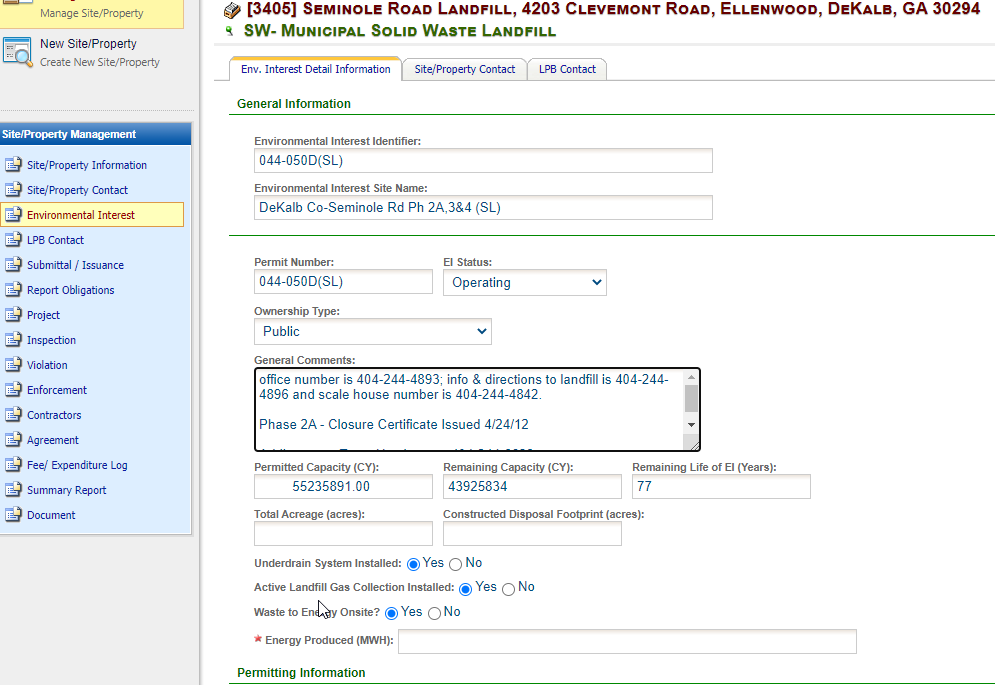 Manage Site/Property
New Site/Property
Create New Site/Property
Site/Property Management
Site/Property Information
Site/Property Contact
Environmental Interest
LPB Contact
Submittal / Issuance
Report Obligations
Project
Inspection
Violation
Enforcement
Contractors
Agreement
Fee/ Expenditure Log
Summary Report
Document
[3405] Seminole Road Landfill, 4203 Clevemont Road, Ellenwood, DeKalb, GA 30294
SW- Municipal Solid Waste Landfill
Env. Interest Detail Information
Site/Property Contact
LPB Contact
General Information
Environmental Interest Identifier:
044-050D(SL)
Environmental Interest Site Name:
DeKalb Co-Seminole Rd Ph 2A,3&4 (SL)
Permit Number:
EI Status:
044-050D(SL)
Operating
Ownership Type:
Public
General Comments:
office number is 404-244-4893; info & directions to landfill is 404-244-
4896 and scale house number is 404-244-4842.
Phase 2A - Closure Certificate Issued 4/24/12
Permitted Capacity (CY):
Remaining Capacity (CY):
Remaining Life of EI (Years):
55235891.00
43925834
77
Total Acreage (acres):
Constructed Disposal Footprint (acres):
Underdrain System Installed: Yes No
Active Landfill Gas Collection Installed: Yes No
Waste to Energy Onsite? Yes No
* Energy Produced (MWH):
Permitting Information